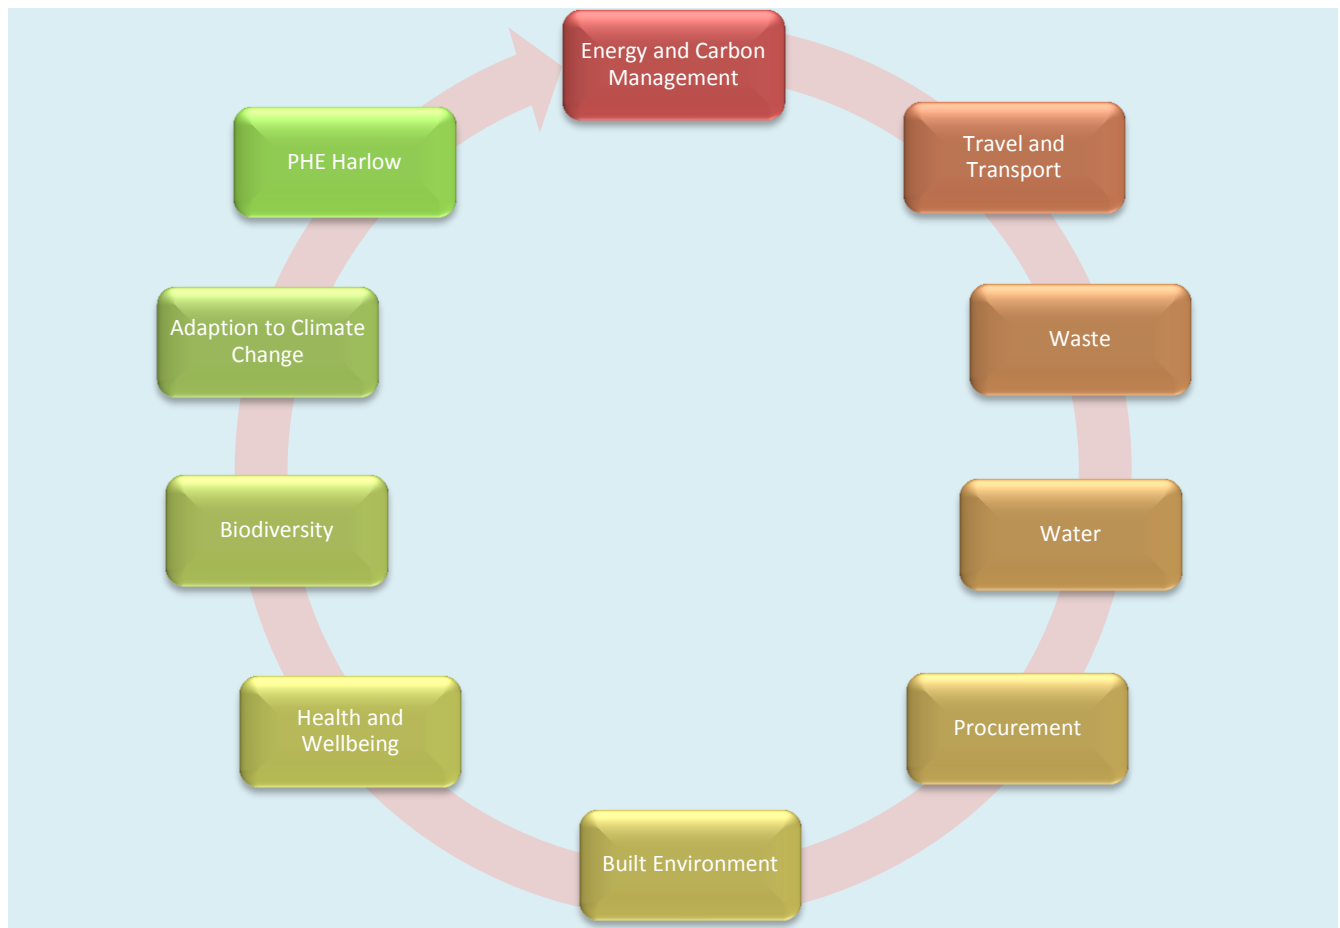 Energy and Carbon
Management
Travel and
Transport
Waste
Water
Procurement
Built Environment
Health and
Wellbeing
Biodiversity
Adaption to Climate
Change
PHE Harlow